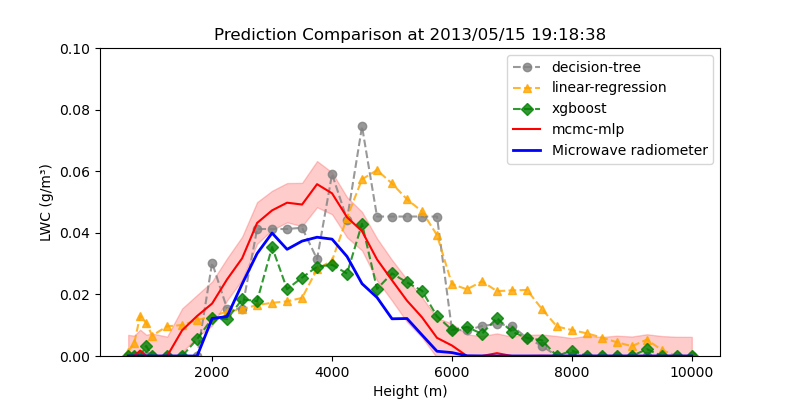 Prediction Comparison at 2013/05/15 19:18:38
0.10
0.08
0.06
0.04
0.02
0.00
LWC (g/m³)
decision-tree
linear-regression
xgboost
mcmc-mlp
Microwave radiometer
2000 4000 6000 8000 10000
Height (m)